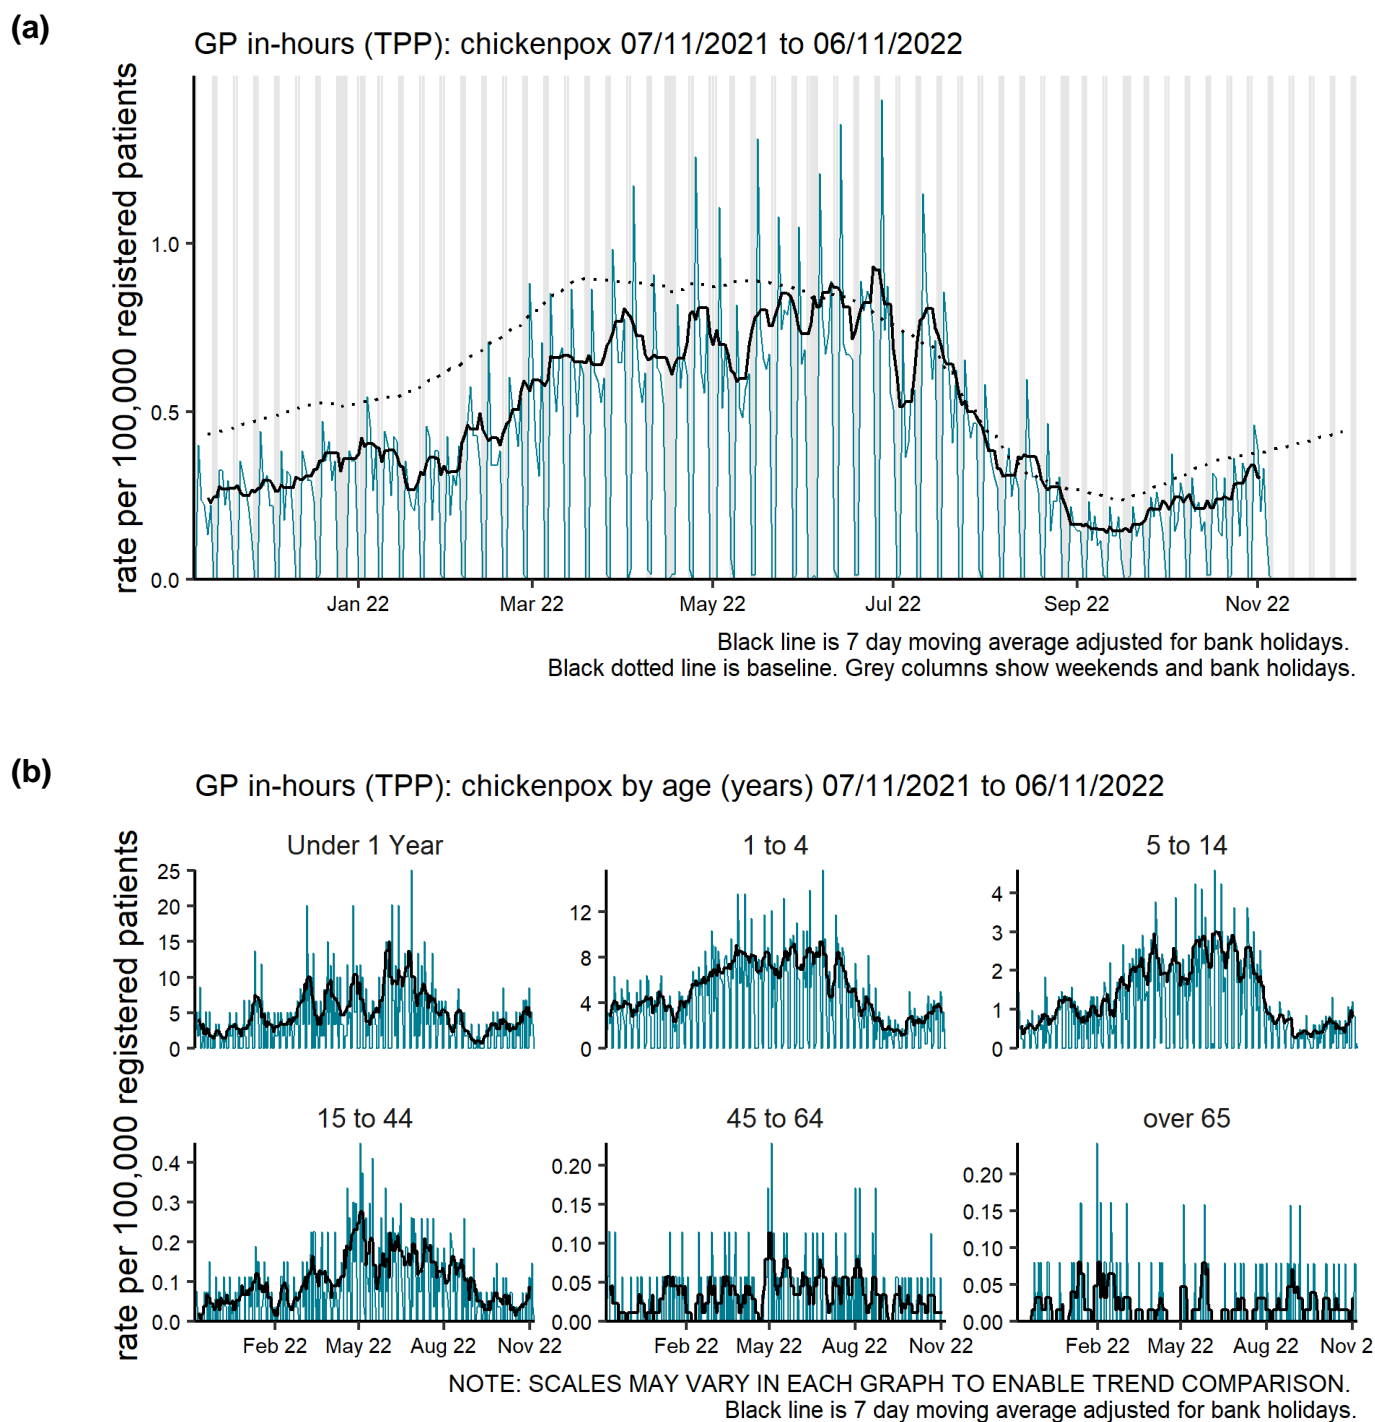 (a)
GP in-hours (TPP): chickenpox 07/11/2021 to 06/11/2022
rate per 100,000 registered patients
1.0
0.5
0.0
Jan 22 Mar 22 May 22 Jul 22 Sep 22 Nov 22
Black line is 7 day moving average adjusted for bank holidays.
Black dotted line is baseline. Grey columns show weekends and bank holidays.
(b)
GP in-hours (TPP): chickenpox by age (years) 07/11/2021 to 06/11/2022
rate per 100,000 registered patients
Under 1 Year
25
20
15
10
5
0
1 to 4
12
8
4
0
5 to 14
4
3
2
1
0
15 to 44
0.4
0.3
0.2
0.1
0.0
Feb 22 May 22 Aug 22 Nov 22
45 to 64
0.20
0.15
0.10
0.05
0.00
Feb 22 May 22 Aug 22 Nov 22
over 65
0.20
0.15
0.10
0.05
0.00
Feb 22 May 22 Aug 22 Nov 2
NOTE: SCALES MAY VARY IN EACH GRAPH TO ENABLE TREND COMPARISON.
Black line is 7 day moving average adjusted for bank holidays.